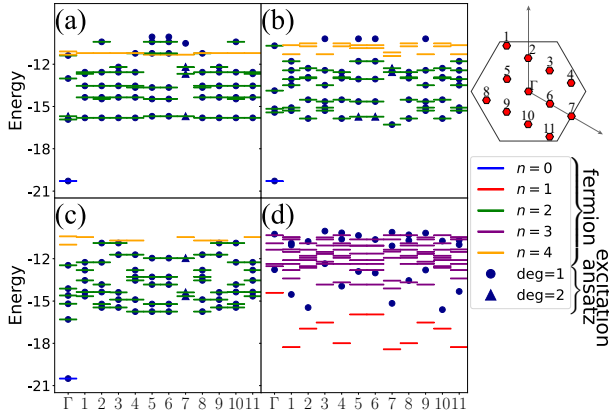 (a)
(b)
Energy
-12
-15
-18
-21
(c)
(d)
Energy
-12
-15
-18
-21
Γ 1 2 3 4 5 6 7 8 9 10 11
Γ 1 2 3 4 5 6 7 8 9 10 11
1
2
3
4
5
Γ
6
7
8
9
10
11
n = 0
n = 1
n = 2
n = 3
n = 4
deg=1
deg=2
fermion excitation
ansatz